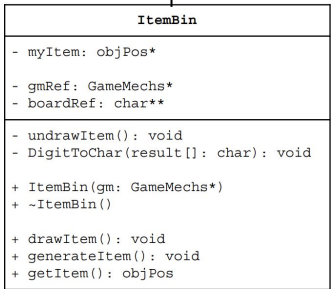 ItemBin
- myItem: objPos*
- gmRef: GameMechs*
- boardRef: char**
- undrawItem(): void
- DigitToChar(result[]: char): void
+ ItemBin(gm: GameMechs*)
+ ~ItemBin()
+ drawItem(): void
+ generateItem(): void
+ getItem(): objPos